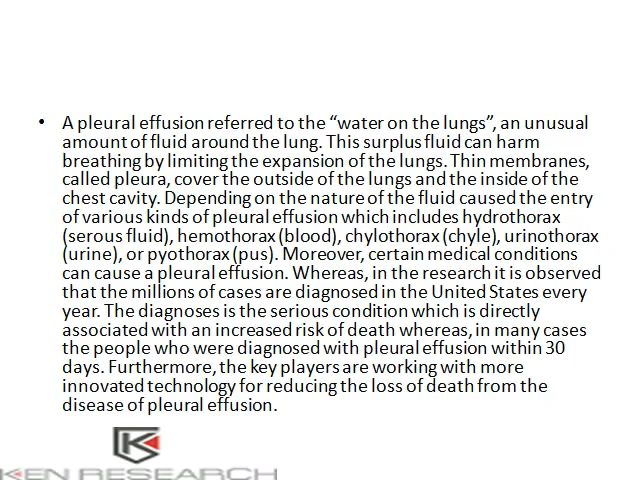 • A pleural effusion referred to the “water on the lungs”, an unusual
amount of fluid around the lung. This surplus fluid can harm
breathing by limiting the expansion of the lungs. Thin membranes,
called pleura, cover the outside of the lungs and the inside of the
chest cavity. Depending on the nature of the fluid caused the entry
of various kinds of pleural effusion which includes hydrothorax
(serous fluid), hemothorax (blood), chylothorax (chyle), urinothorax
(urine), or pyothorax (pus). Moreover, certain medical conditions
can cause a pleural effusion. Whereas, in the research it is observed
that the millions of cases are diagnosed in the United States every
year. The diagnoses is the serious condition which is directly
associated with an increased risk of death whereas, in many cases
the people who were diagnosed with pleural effusion within 30
days. Furthermore, the key players are working with more
innovated technology for reducing the loss of death from the
disease of pleural effusion.
KEN RESEARCH